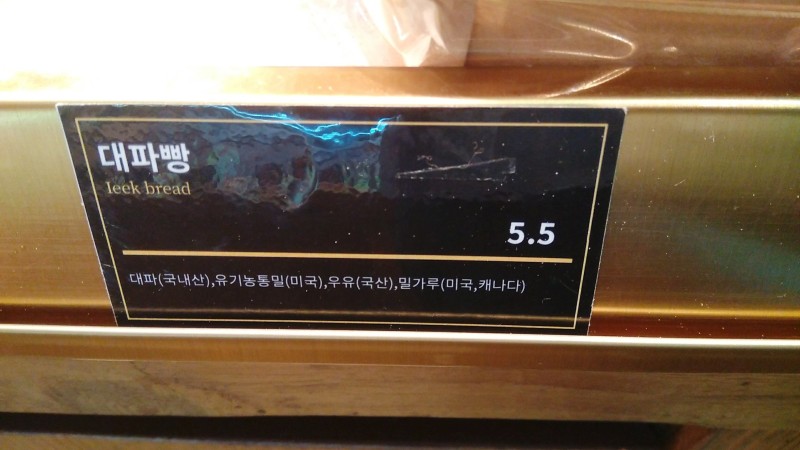 대파빵
leek bread
5.5
대파(국내산),유기농통밀(미국),우유(국산),밀가루(미국,캐나다)